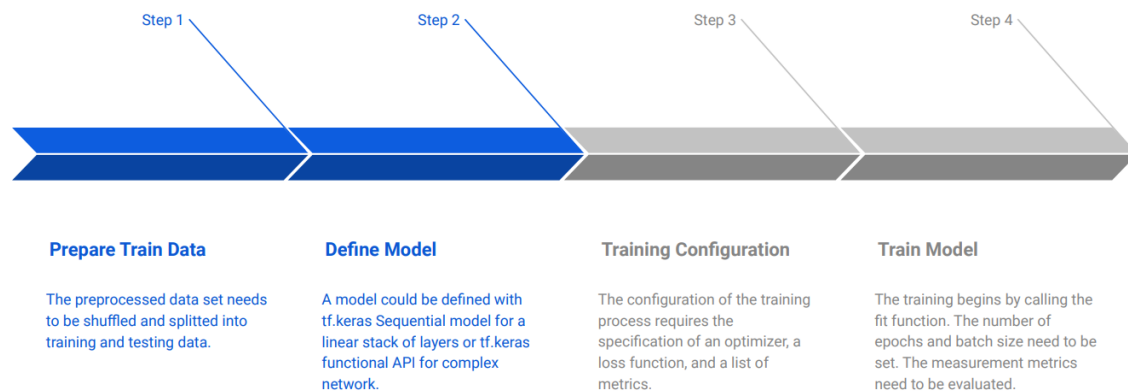 Step 1
Step 2
Step 3
Step 4
Prepare Train Data
The preprocessed data set needs
to be shuffled and splitted into
training and testing data.
Define Model
A model could be defined with
tf.keras Sequential model for a
linear stack of layers or tf.keras
functional API for complex
network.
Training Configuration
The configuration of the training
process requires the
specification of an optimizer, a
loss function, and a list of
metrics.
Train Model
The training begins by calling the
fit function. The number of
epochs and batch size need to be
set. The measurement metrics
need to be evaluated.